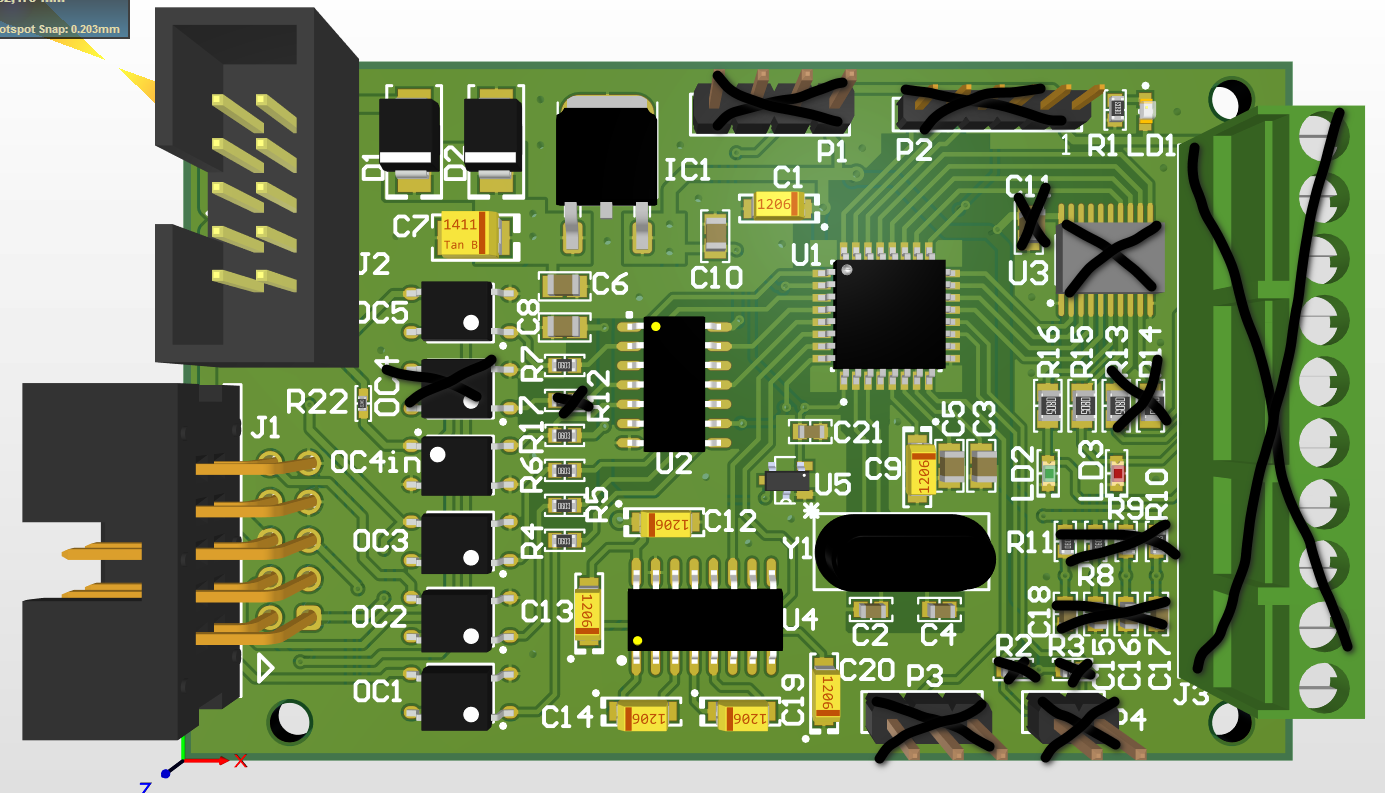 otspot Snap: 0.203mm
P1
P2
1
R1
LD1
D1
D2
IC1
C1
1206
C11
C7
1411
Tan B
U1
U3
C10
J2
OC5
C6
C8
R16
R15
R13
R14
R7
OC4
R12
R22
R17
J1
OC4in
R6
U2
C21
C5
C3
C9
1206
U5
LD2
LD3
R10
R9
R5
R4
OC3
1206
C12
Y1
R11
R8
OC2
C13
1206
U4
C2
C4
C18
R2
R3
C15
C16
C17
OC1
C20
P3
J3
C14
1206
1206
C19
1206
P4
X
Z